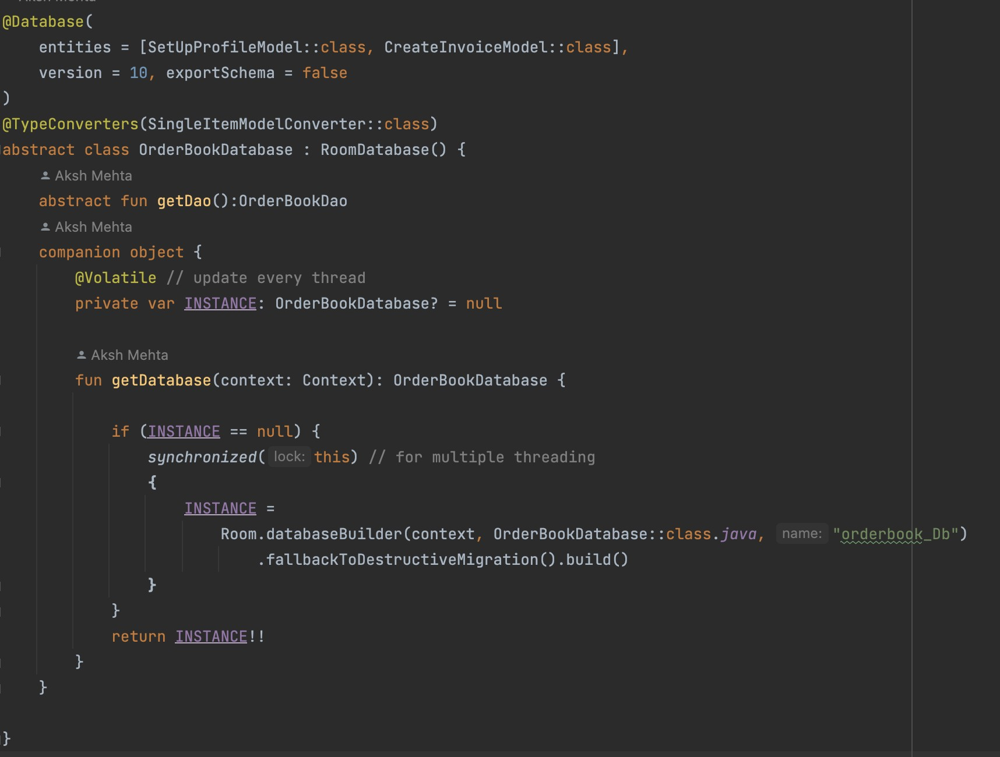 Aksh Mehta
@Database(
entities = [SetUpProfileModel::class, CreateInvoiceModel::class],
version = 10, exportSchema = false
)
@TypeConverters(SingleItemModelConverter::class)
abstract class OrderBookDatabase : RoomDatabase() {
Aksh Mehta
abstract fun getDao():OrderBookDao
Aksh Mehta
companion object {
@Volatile // update every thread
private var INSTANCE: OrderBookDatabase? = null
Aksh Mehta
fun getDatabase(context: Context): OrderBookDatabase {
if (INSTANCE == null) {
synchronized( lock: this) // for multiple threading
{
INSTANCE =
Room.databaseBuilder(context, OrderBookDatabase::class.java, name: "orderbook_Db")
.fallbackToDestructiveMigration().build()
}
}
return INSTANCE!!
}
}
}